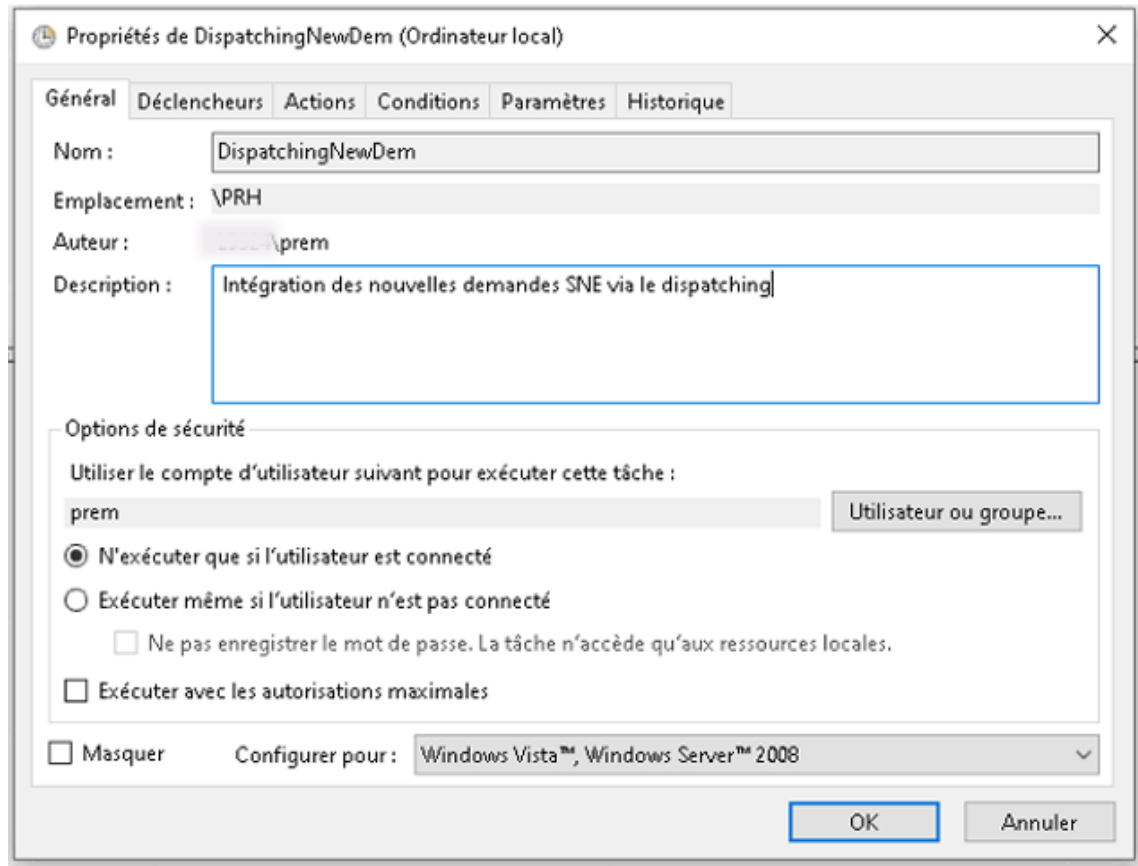 Propriétés de DispatchingNewDem (Ordinateur local)
Général Déclencheurs Actions Conditions Paramètres Historique
Nom : DispatchingNewDem
Emplacement : \PRH
Auteur : \prem
Description : Intégration des nouvelles demandes SNE via le dispatching
Options de sécurité
Utiliser le compte d'utilisateur suivant pour exécuter cette tâche :
prem Utilisateur ou groupe...
N'exécuter que si l'utilisateur est connecté
Exécuter même si l'utilisateur n'est pas connecté
Ne pas enregistrer le mot de passe. La tâche n'accède qu'aux ressources locales.
Exécuter avec les autorisations maximales
Masquer Configurer pour : Windows Vista™, Windows Server™ 2008
OK Annuler